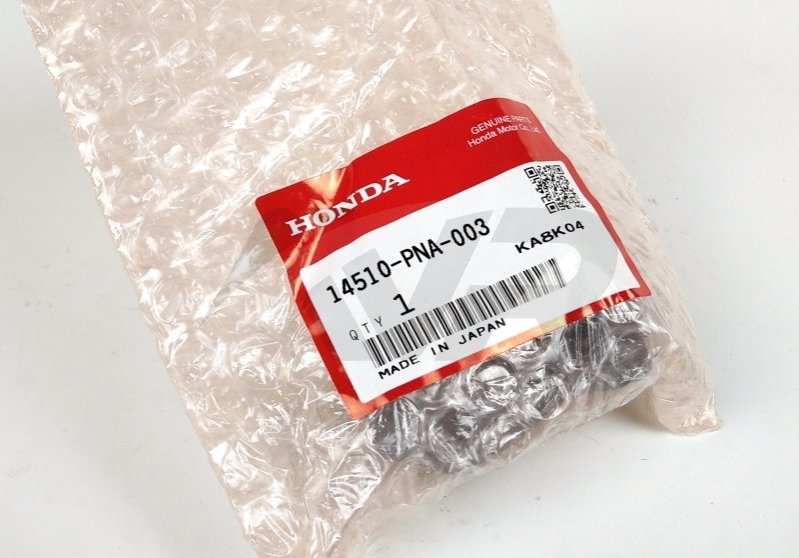 GENUINE PARTS
Honda Motor Co., Ltd.
HONDA
14510-PNA-003
KA8K04
QTY 1
MADE IN JAPAN